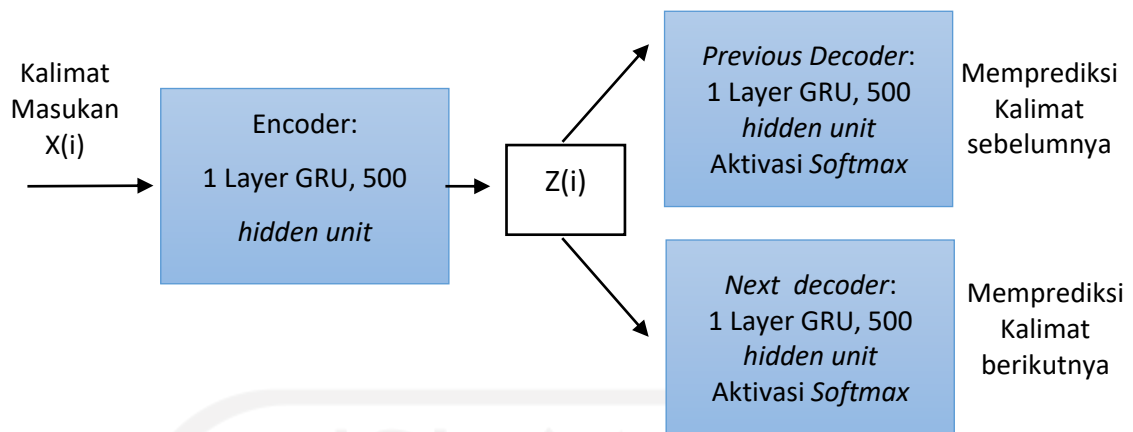 Kalimat
Masukan
X(i)
Encoder:
1 Layer GRU, 500
hidden unit
Z(i)
Previous Decoder:
1 Layer GRU, 500
hidden unit
Aktivasi Softmax
Memprediksi
Kalimat
sebelumnya
Next decoder:
1 Layer GRU, 500
hidden unit
Aktivasi Softmax
Memprediksi
Kalimat
berikutnya